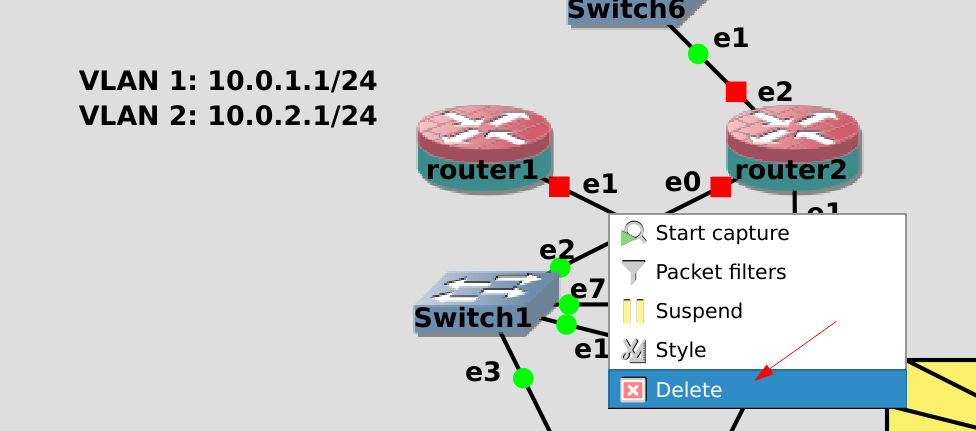 Switch6
e1
VLAN 1: 10.0.1.1/24
VLAN 2: 10.0.2.1/24
e2
router1
router2
e1
e0
e1
Start capture
e2
Packet filters
e7
Suspend
Switch1
e1
Style
e3
Delete